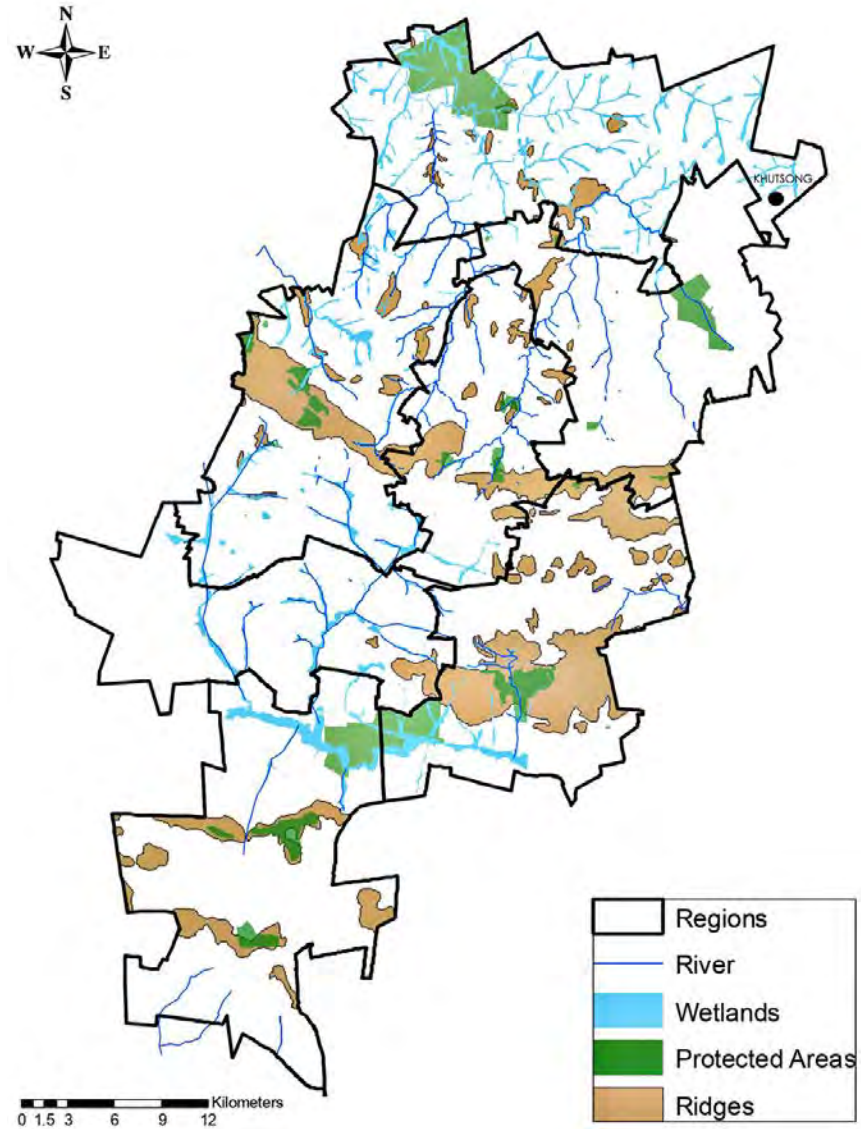 N
W E
S
KHUTSONG
Regions
River
Wetlands
Protected Areas
Ridges
Kilometers
0 1.5 3 6 9 12